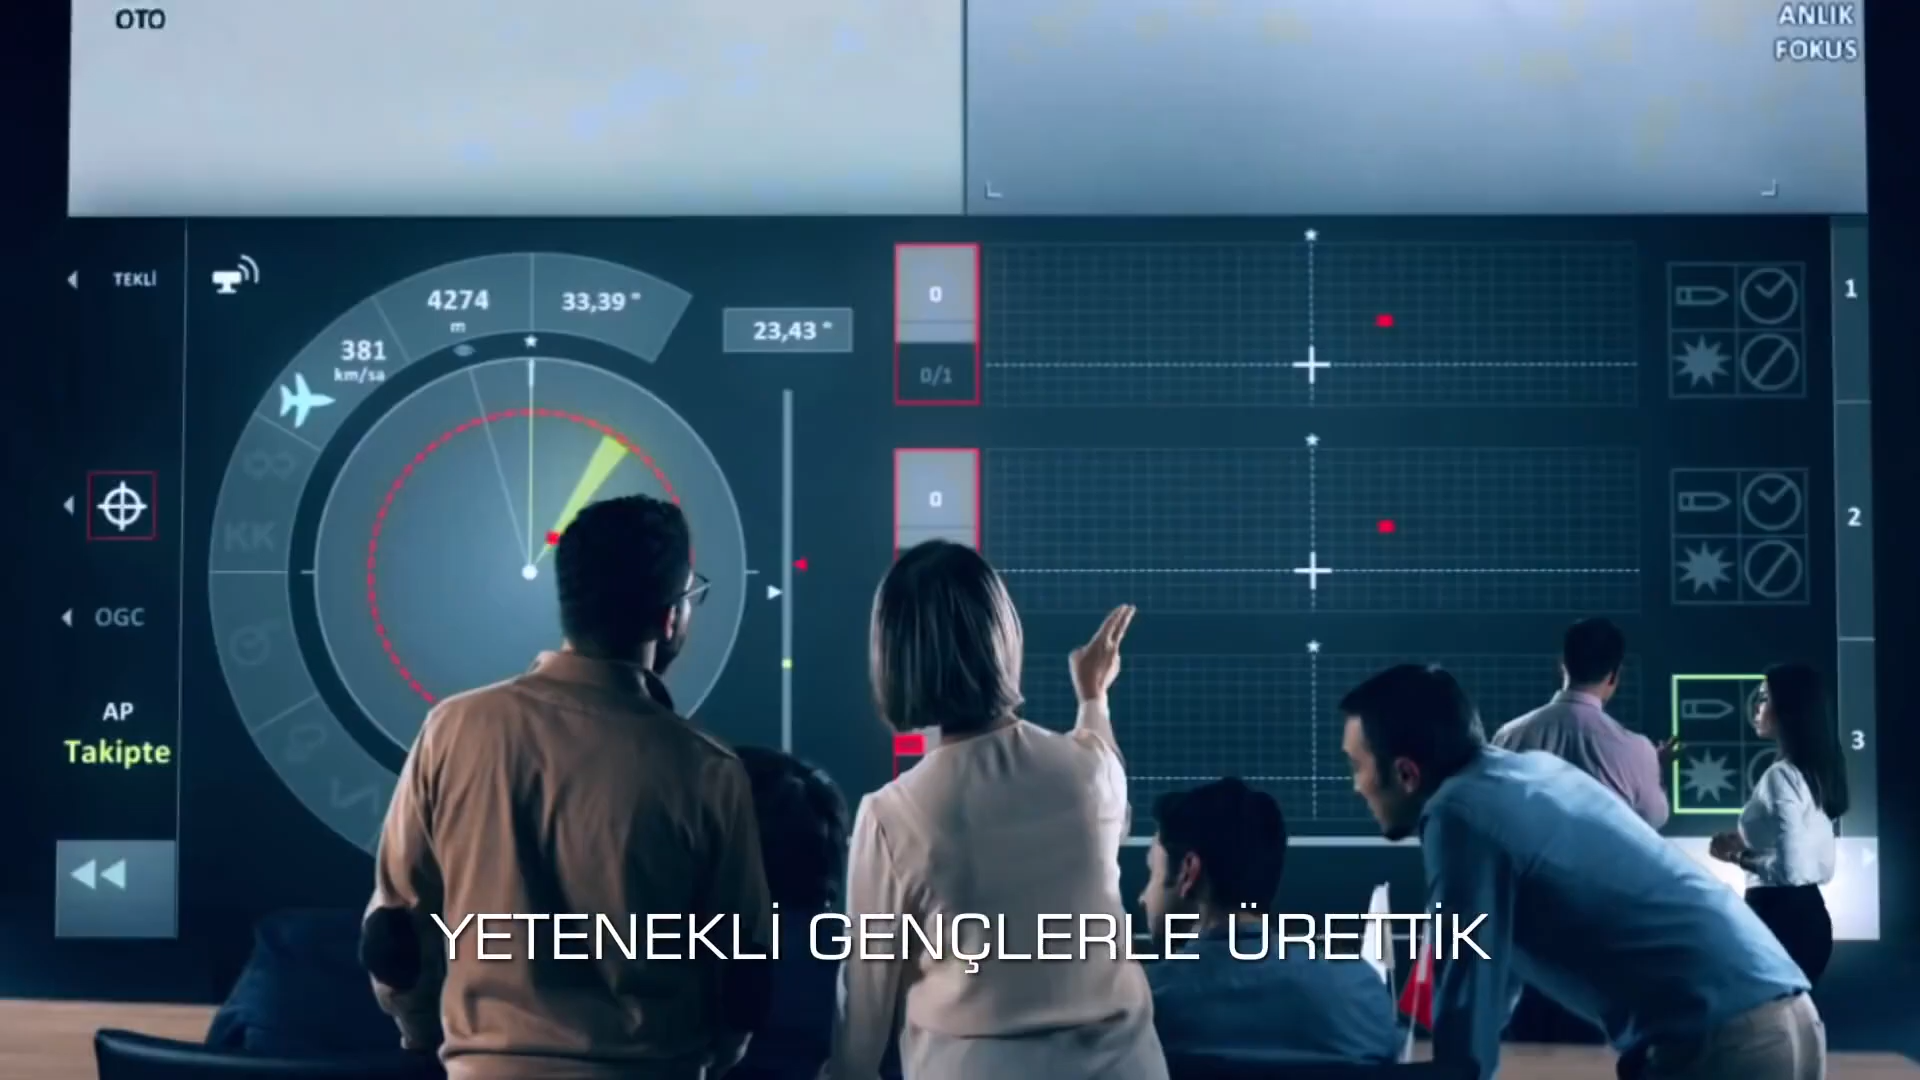 OTO
ANLIK
FOKUS
TEKLİ
381
km/sa
4274
m
33,39 °
23,43 °
0
0/1
1
KK
0
2
OGC
AP
Takipte
3
YETENEKLİ GENÇLERLE ÜRETTİK